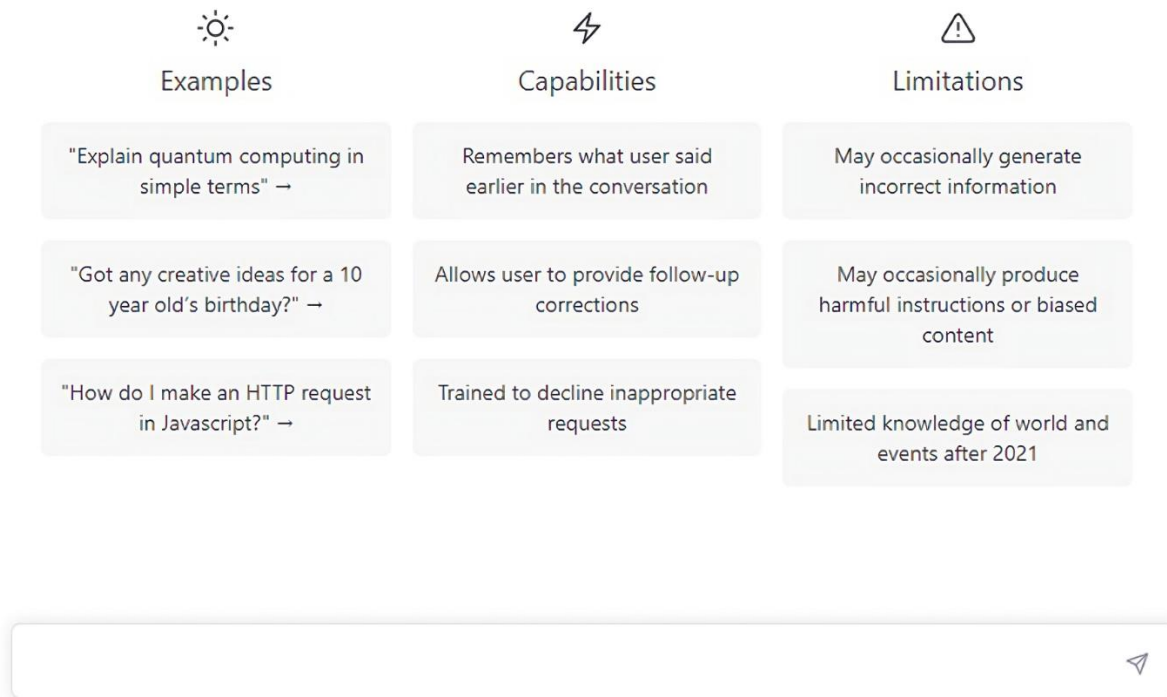 Examples
"Explain quantum computing in
simple terms" →
"Got any creative ideas for a 10
year old’s birthday?" →
"How do I make an HTTP request
in Javascript?" →
Capabilities
Remembers what user said
earlier in the conversation
Allows user to provide follow-up
corrections
Trained to decline inappropriate
requests
Limitations
May occasionally generate
incorrect information
May occasionally produce
harmful instructions or biased
content
Limited knowledge of world and
events after 2021